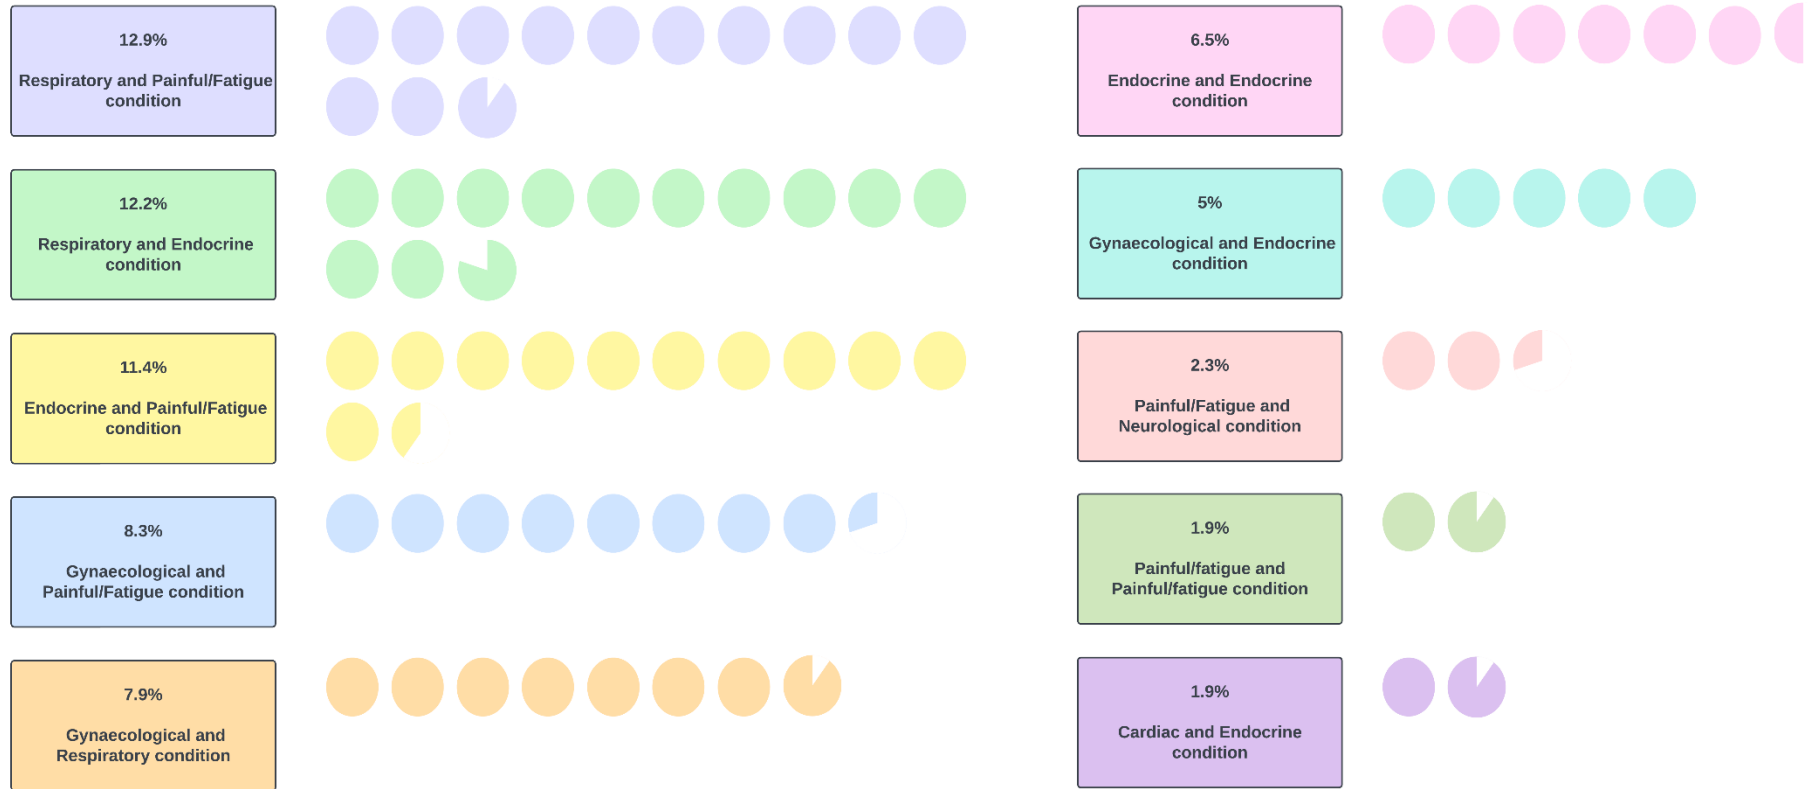 12.9%
Respiratory and Painful/Fatigue
condition
12.2%
Respiratory and Endocrine
condition
11.4%
Endocrine and Painful/Fatigue
condition
8.3%
Gynaecological and
Painful/Fatigue condition
7.9%
Gynaecological and
Respiratory condition
6.5%
Endocrine and Endocrine
condition
5%
Gynaecological and Endocrine
condition
2.3%
Painful/Fatigue and
Neurological condition
1.9%
Painful/fatigue and
Painful/fatigue condition
1.9%
Cardiac and Endocrine
condition